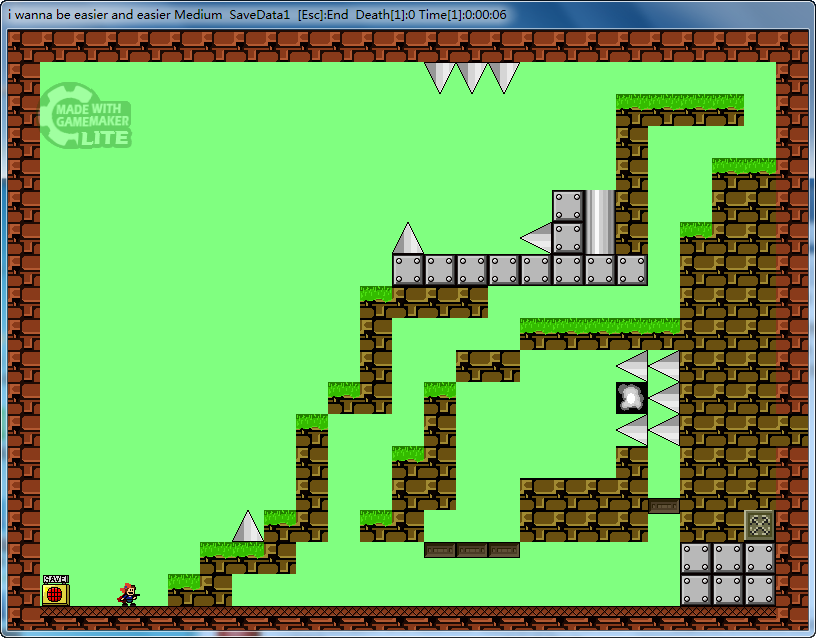 i wanna be easier and easier Medium  SaveData1  [Esc]:End  Death[1]:0 Time[1]:0:00:06
MADE WITH
GAMEMAKER
LITE
SAVE